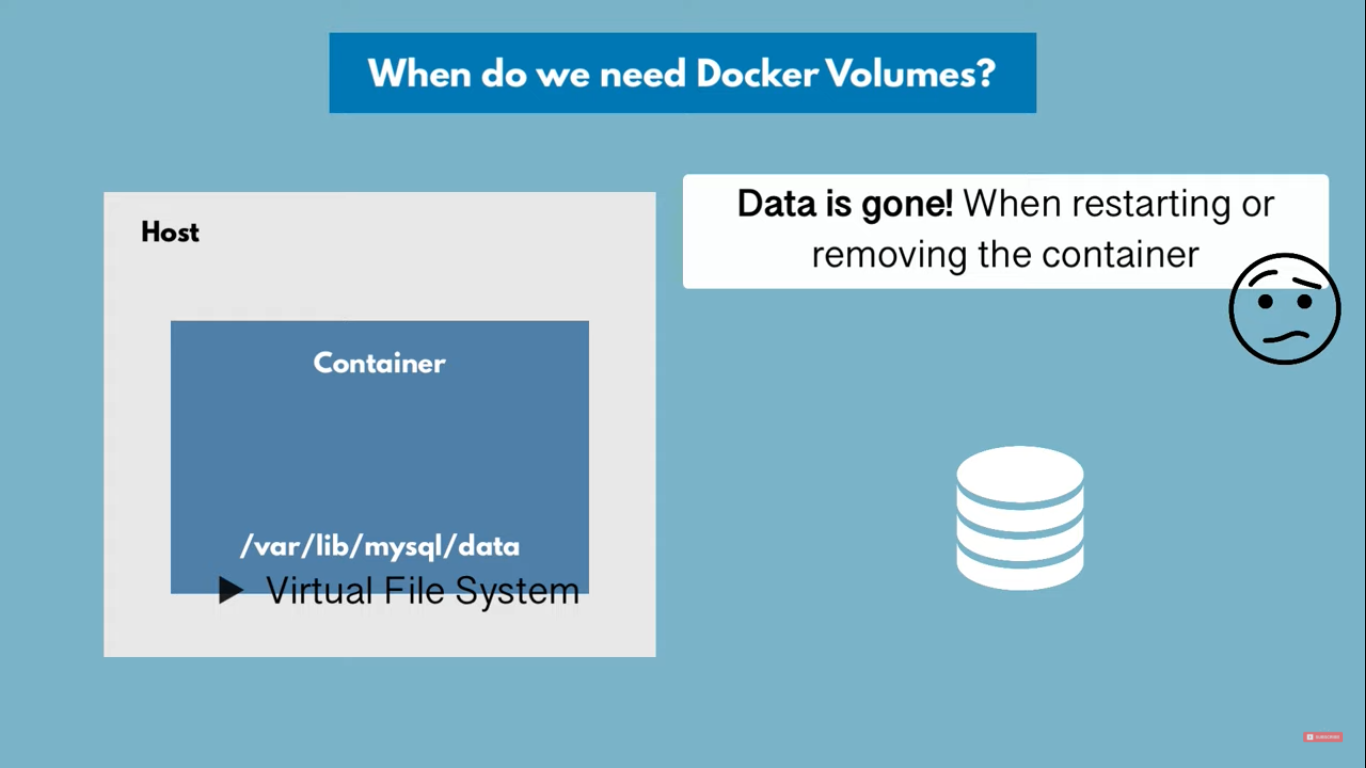 When do we need Docker Volumes?
Host
Data is gone! When restarting or
removing the container
Container
/var/lib/mysql/data
Virtual File System
SUBSCRIBE